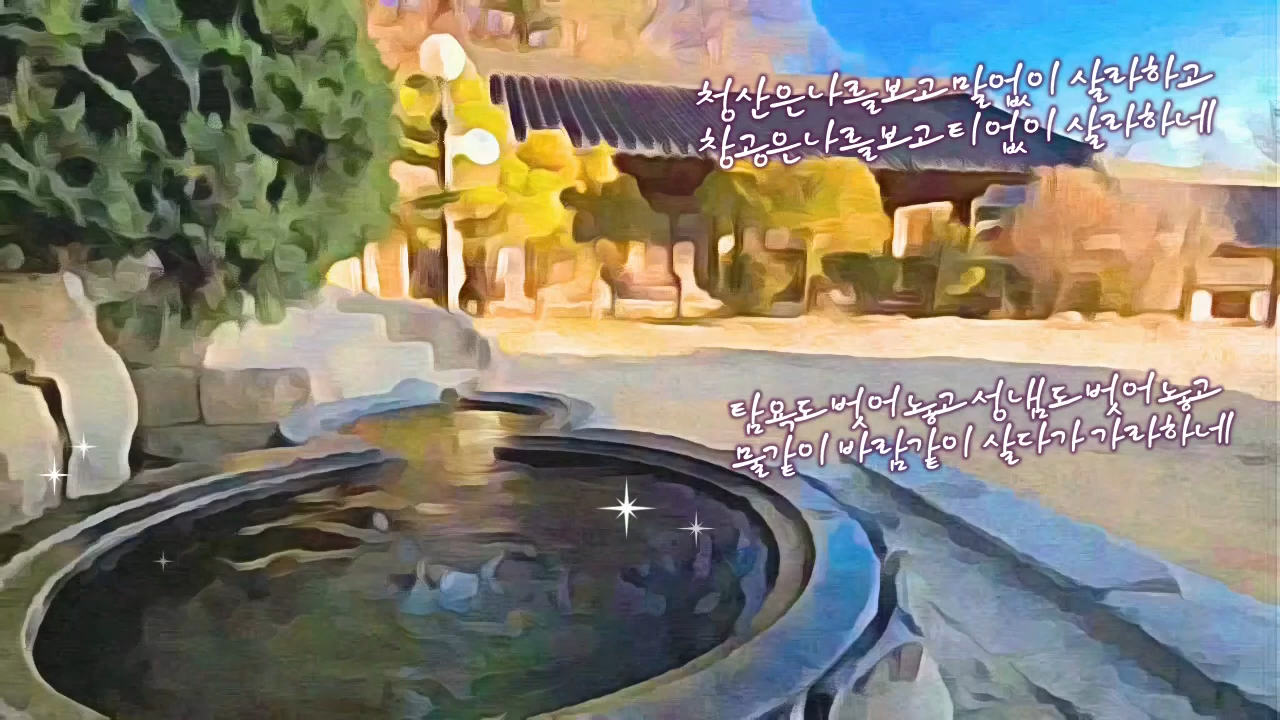 청산은 나를 보고 말 없이 살라하고
창공은 나를 보고 티 없이 살라하네
탐욕도 벗어 놓고 성냄도 벗어 놓고
물같이 바람같이 살다가 가라하네